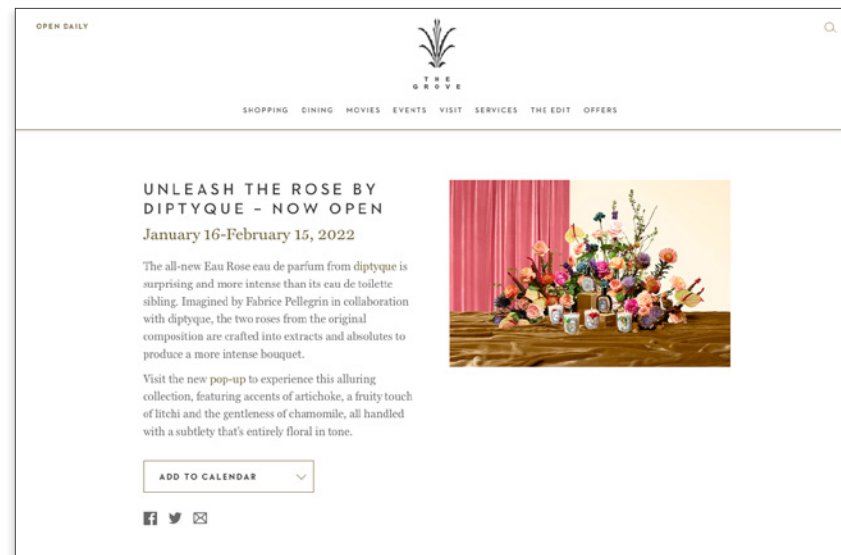 OPEN DAILY
THE
GROVE
SHOPPING DINING MOVIES EVENTS VISIT SERVICES THE EDIT OFFERS
UNLEASH THE ROSE BY
DIPTYQUE – NOW OPEN
January 16-February 15, 2022
The all-new Eau Rose eau de parfum from diptyque is
surprising and more intense than its eau de toilette
sibling. Imagined by Fabrice Pellegrin in collaboration
with diptyque, the two roses from the original
composition are crafted into extracts and absolutes to
produce a more intense bouquet.
Visit the new pop-up to experience this alluring
collection, featuring accents of artichoke, a fruity touch
of litchi and the gentleness of chamomile, all handled
with a subtlety that's entirely floral in tone.
ADD TO CALENDAR